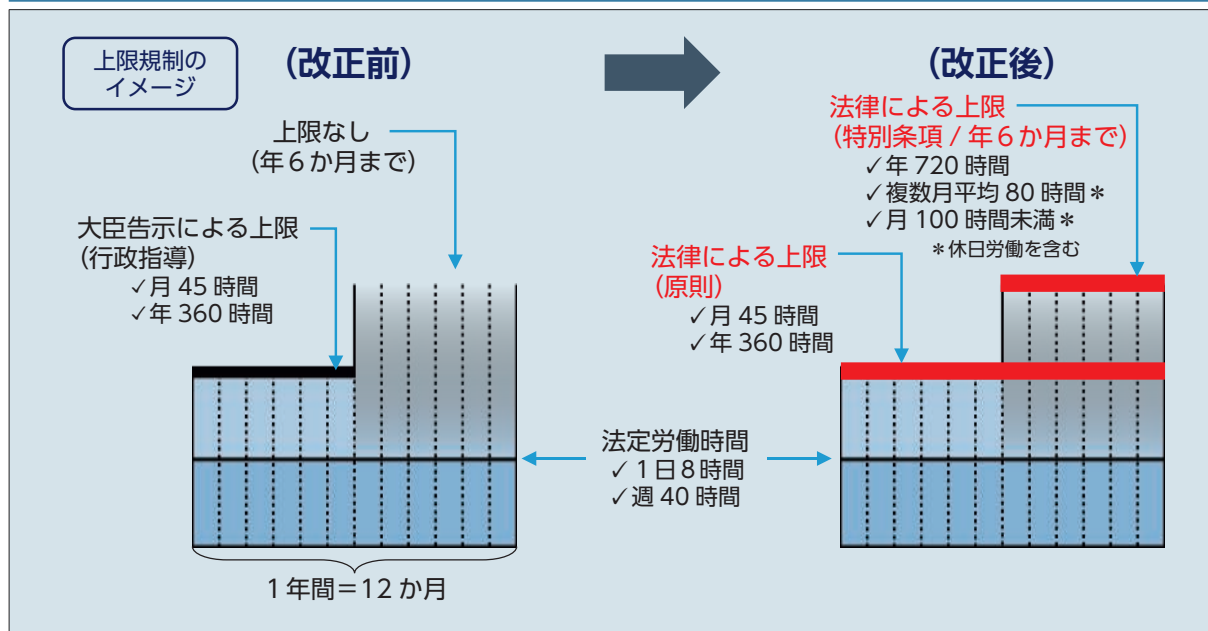 上限規制の
イメージ
(改正前)
上限なし
(年6か月まで)
大臣告示による上限
(行政指導)
✓月 45 時間
✓年 360 時間
1年間=12か月
法定労働時間
✓1日8時間
✓週 40 時間
(改正後)
法律による上限
(特別条項 / 年6か月まで)
✓年 720 時間
✓複数月平均 80 時間*
✓月 100 時間未満*
*休日労働を含む
法律による上限
(原則)
✓月 45 時間
✓年 360 時間